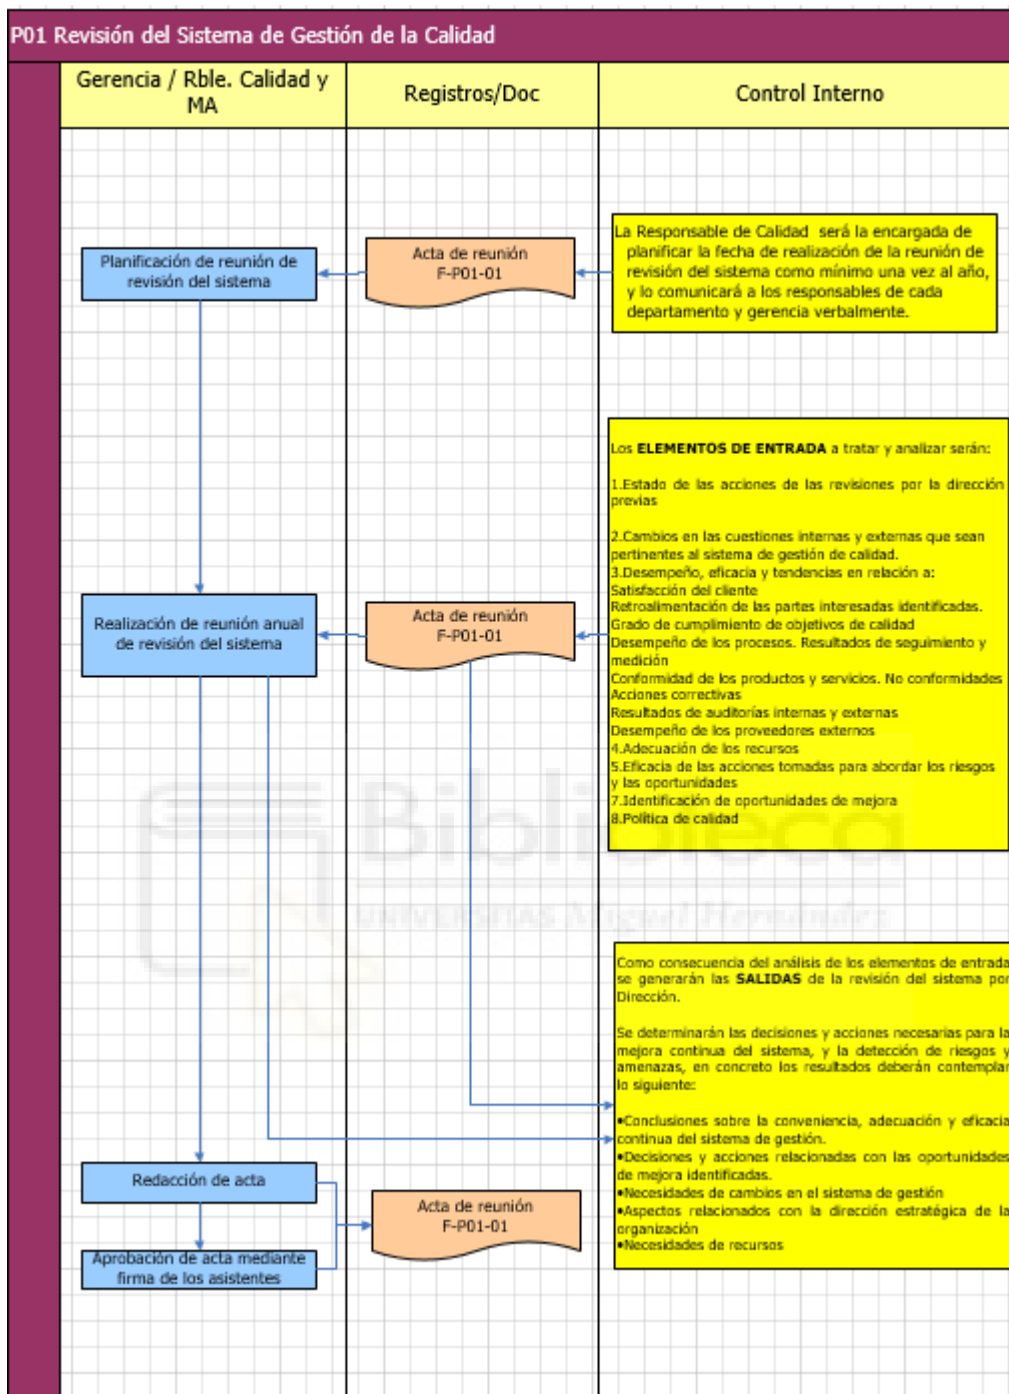 P01 Revisión del Sistema de Gestión de la Calidad
Gerencia / Rble. Calidad y
MA
Registros/Doc
Control Interno
Planificación de reunión de
revisión del sistema
Acta de reunión
F-P01-01
La Responsable de Calidad será la encargada de
planificar la fecha de realización de la reunión de
revisión del sistema como mínimo una vez al año,
y lo comunicará a los responsables de cada
departamento y gerencia verbalmente.
Realización de reunión anual
de revisión del sistema
Acta de reunión
F-P01-01
Los ELEMENTOS DE ENTRADA a tratar y analizar serán:
1.Estado de las acciones de las revisiones por la dirección
previas
2.Cambios en las cuestiones internas y externas que sean
pertinentes al sistema de gestión de calidad.
3.Desempeño, eficacia y tendencias en relación a:
Satisfacción del cliente
Retroalimentación de las partes interesadas identificadas.
Grado de cumplimiento de objetivos de calidad
Desempeño de los procesos. Resultados de seguimiento y
medición
Conformidad de los productos y servicios. No conformidades
Acciones correctivas
Resultados de auditorías internas y externas
Desempeño de los proveedores externos
4.Adecuación de los recursos
5.Eficacia de las acciones tomadas para abordar los riesgos
y las oportunidades
7.Identificación de oportunidades de mejora
8.Política de calidad
Biblioteca
UNIVERSITAS Miguel Hernández
Como consecuencia del análisis de los elementos de entrada
se generarán las SALIDAS de la revisión del sistema por
Dirección.
Se determinarán las decisiones y acciones necesarias para la
mejora continua del sistema, y la detección de riesgos y
amenazas, en concreto los resultados deberán contemplar
lo siguiente:
•Conclusiones sobre la conveniencia, adecuación y eficacia
continua del sistema de gestión.
•Decisiones y acciones relacionadas con las oportunidades
de mejora identificadas.
•Necesidades de cambios en el sistema de gestión
•Aspectos relacionados con la dirección estratégica de la
organización
•Necesidades de recursos
Redacción de acta
Acta de reunión
F-P01-01
Aprobación de acta mediante
firma de los asistentes